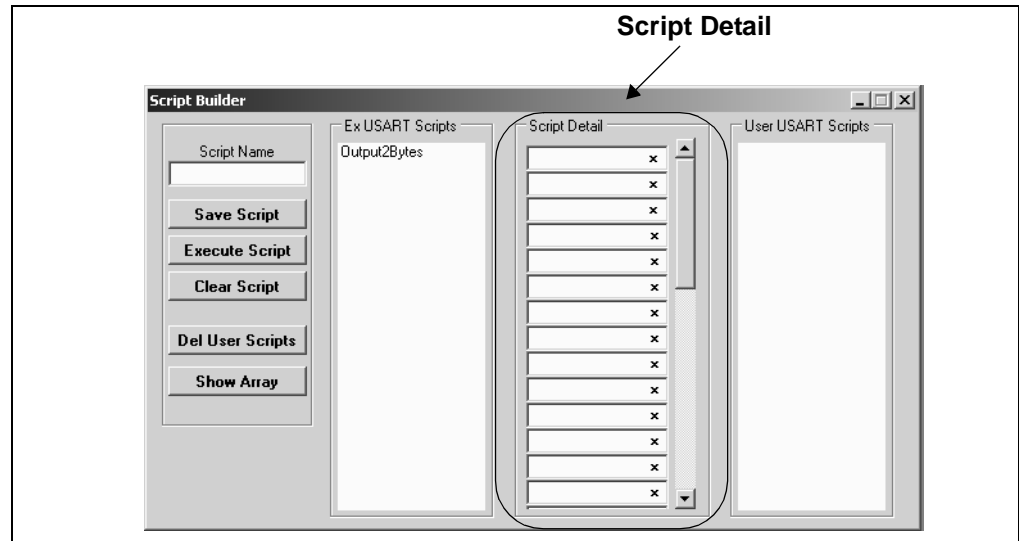 Script Detail
Script Builder
Script Name
Save Script
Execute Script
Clear Script
Del User Scripts
Show Array
Ex USART Scripts
Output2Bytes
Script Detail
x
x
x
x
x
x
x
x
x
x
x
x
x
x
User USART Scripts